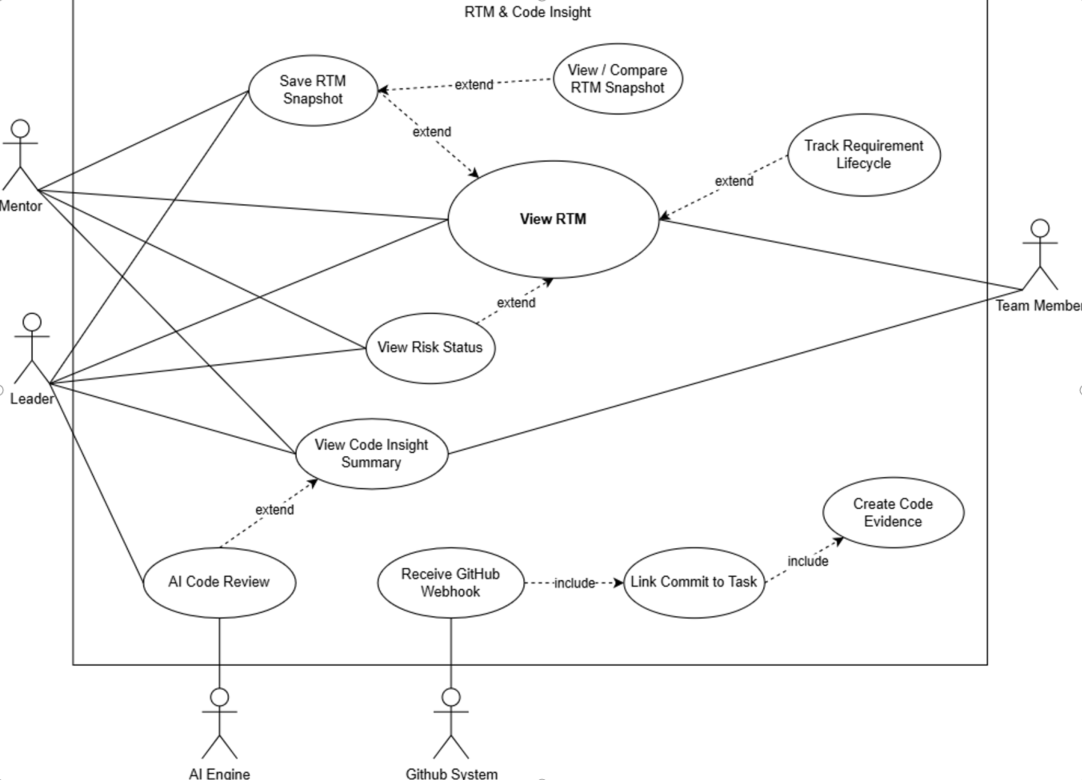 RTM & Code Insight
Save RTM
Snapshot
extend
View / Compare
RTM Snapshot
extend
Track Requirement
Lifecycle
extend
Mentor
View RTM
extend
Team Member
View Risk Status
Leader
View Code Insight
Summary
extend
Create Code
Evidence
AI Code Review
Receive GitHub
Webhook
include
Link Commit to Task
include
AI Engine
Github System